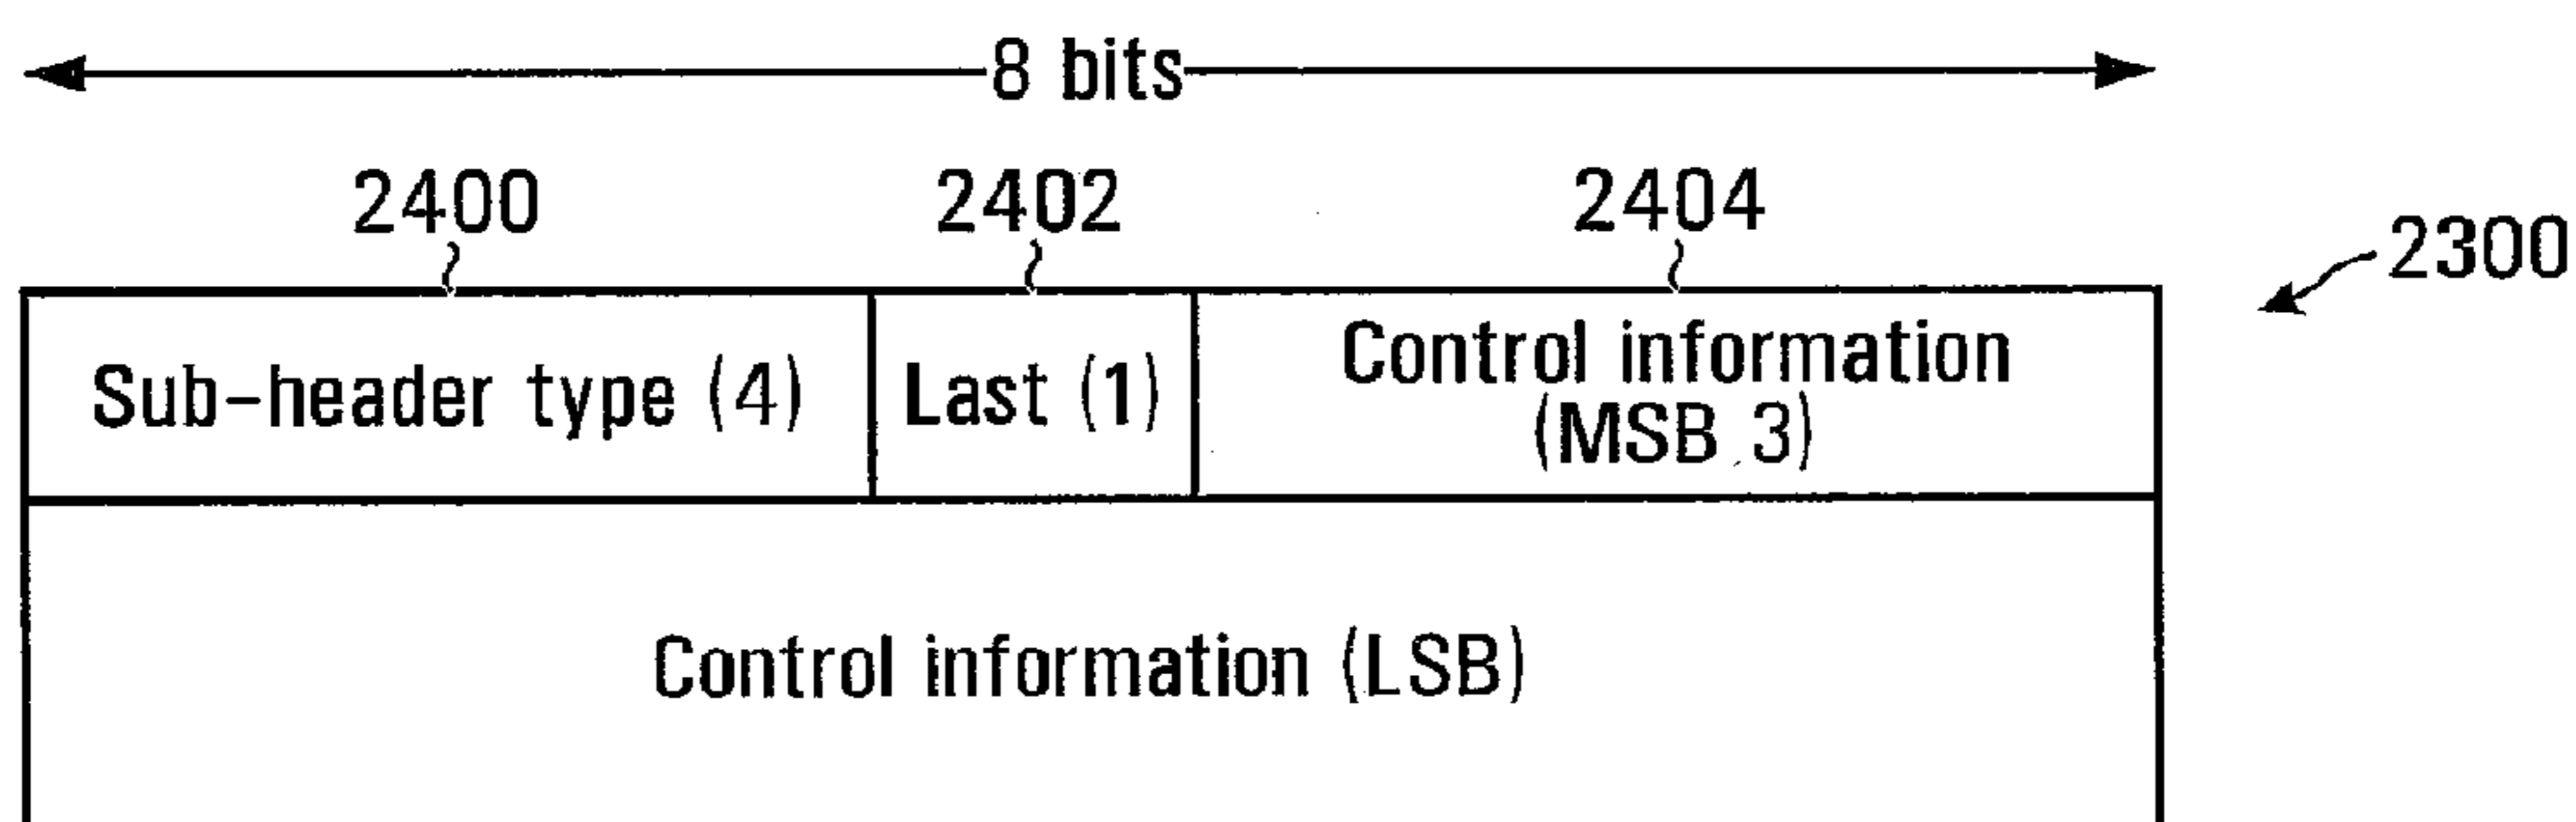 8 bits
2400 2402 2404
2300
Sub-header type (4) Last (1) Control information
(MSB 3)
Control information (LSB)